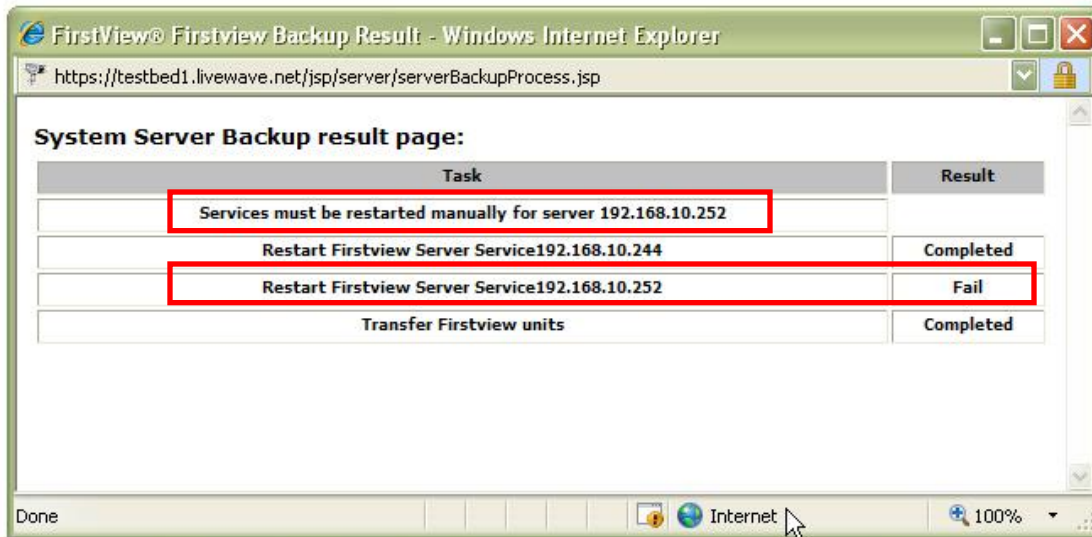 FirstView® Firstview Backup Result - Windows Internet Explorer
https://testbed1.livewave.net/jsp/server/serverBackupProcess.jsp
System Server Backup result page:
Task Result
Services must be restarted manually for server 192.168.10.252
Restart Firstview Server Service192.168.10.244 Completed
Restart Firstview Server Service192.168.10.252 Fail
Transfer Firstview units Completed
Done Internet 100%